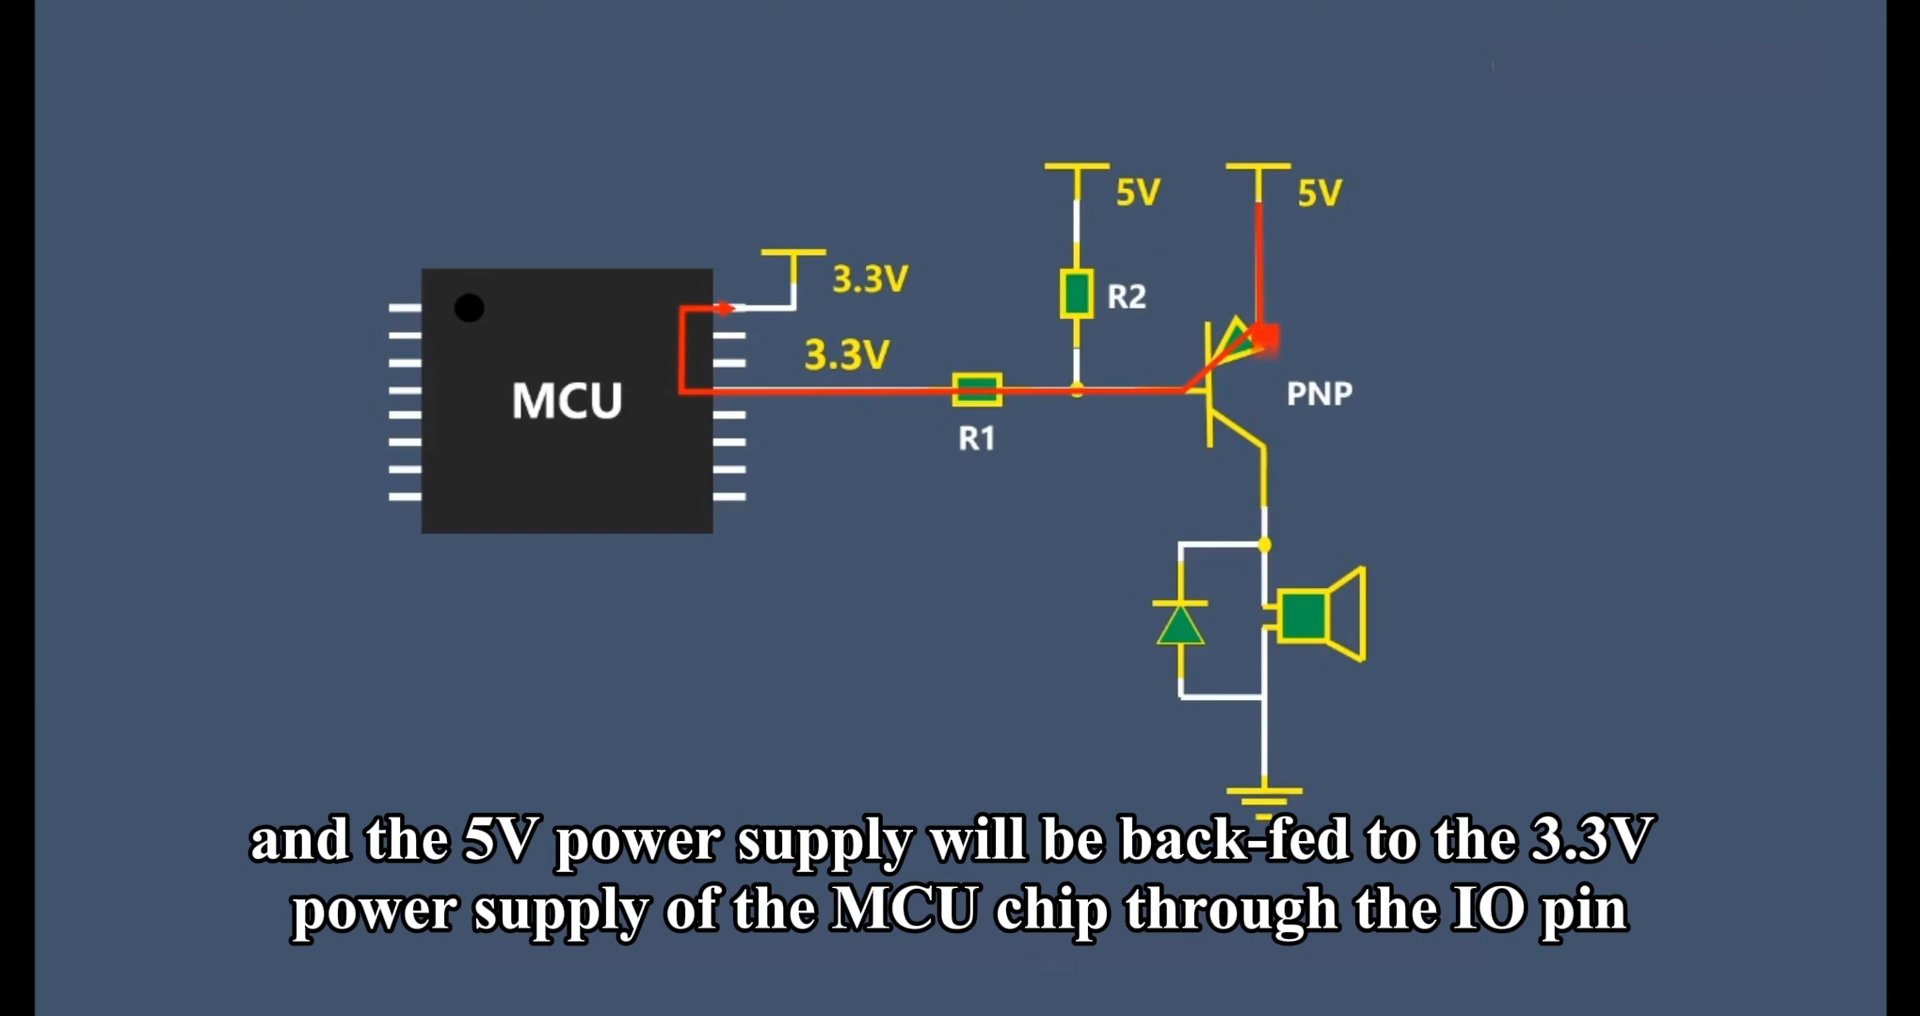 5V
5V
3.3V
R2
3.3V
MCU
PNP
R1
and the 5V power supply will be back-fed to the 3.3V
power supply of the MCU chip through the IO pin